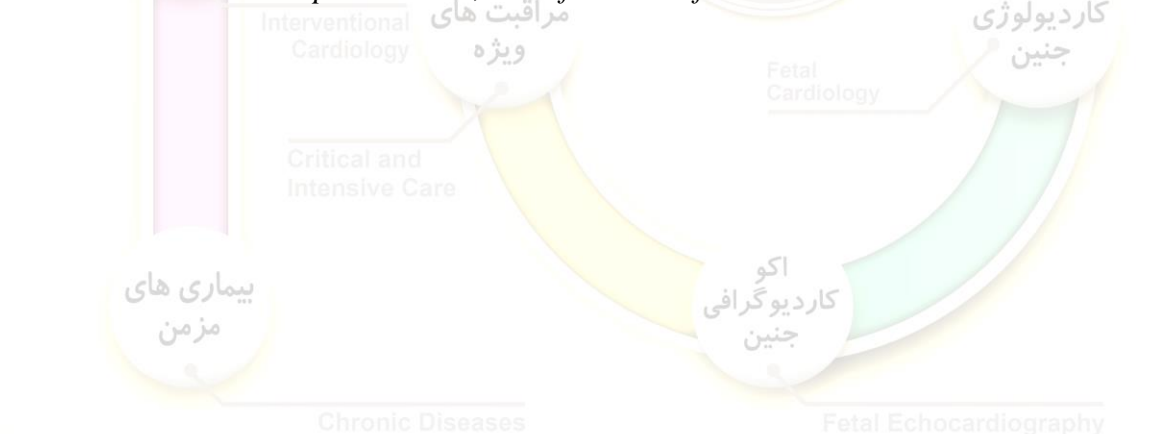 Interventional
Cardiology
مراقبت های
ویژه
کاردیولوژی
جنین
Fetal
Cardiology
Critical and
Intensive Care
بیماری های
مزمن
اکو
کاردیوگرافی
جنین
Chronic Diseases
Fetal Echocardiography